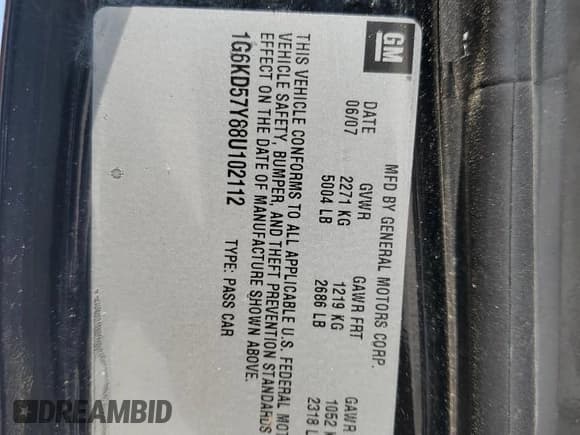 GM
MFD BY GENERAL MOTORS CORP.
DATE GVWR GAWR FRT GAWR
06/07 2271 KG 1219 KG 1052
5004 LB 2688 LB 2318
THIS VEHICLE CONFORMS TO ALL APPLICABLE U.S. FEDERAL
VEHICLE SAFETY, BUMPER, AND THEFT PREVENTION STANDARDS
EFFECT ON THE DATE OF MANUFACTURE SHOWN ABOVE.
1G6KD57Y88U102112 TYPE: PASS CAR
DREAMBID